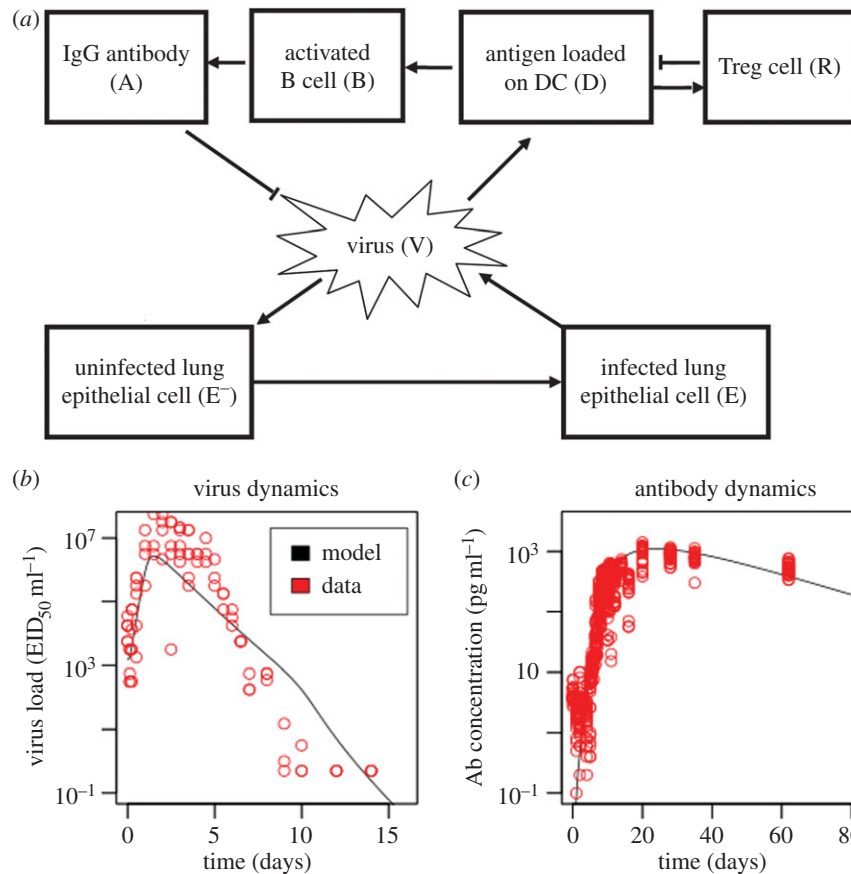 (a)
IgG antibody
(A)
activated
B cell (B)
antigen loaded
on DC (D)
Treg cell (R)
virus (V)
uninfected lung
epithelial cell (E⁻)
infected lung
epithelial cell (E)
(b)
virus dynamics
virus load (EID₅₀ ml⁻¹)
10⁷
10³
10⁻¹
model
data
0
5
10
15
time (days)
(c)
antibody dynamics
Ab concentration (pg ml⁻¹)
10³
10
10⁻¹
0
20
40
60
80
time (days)